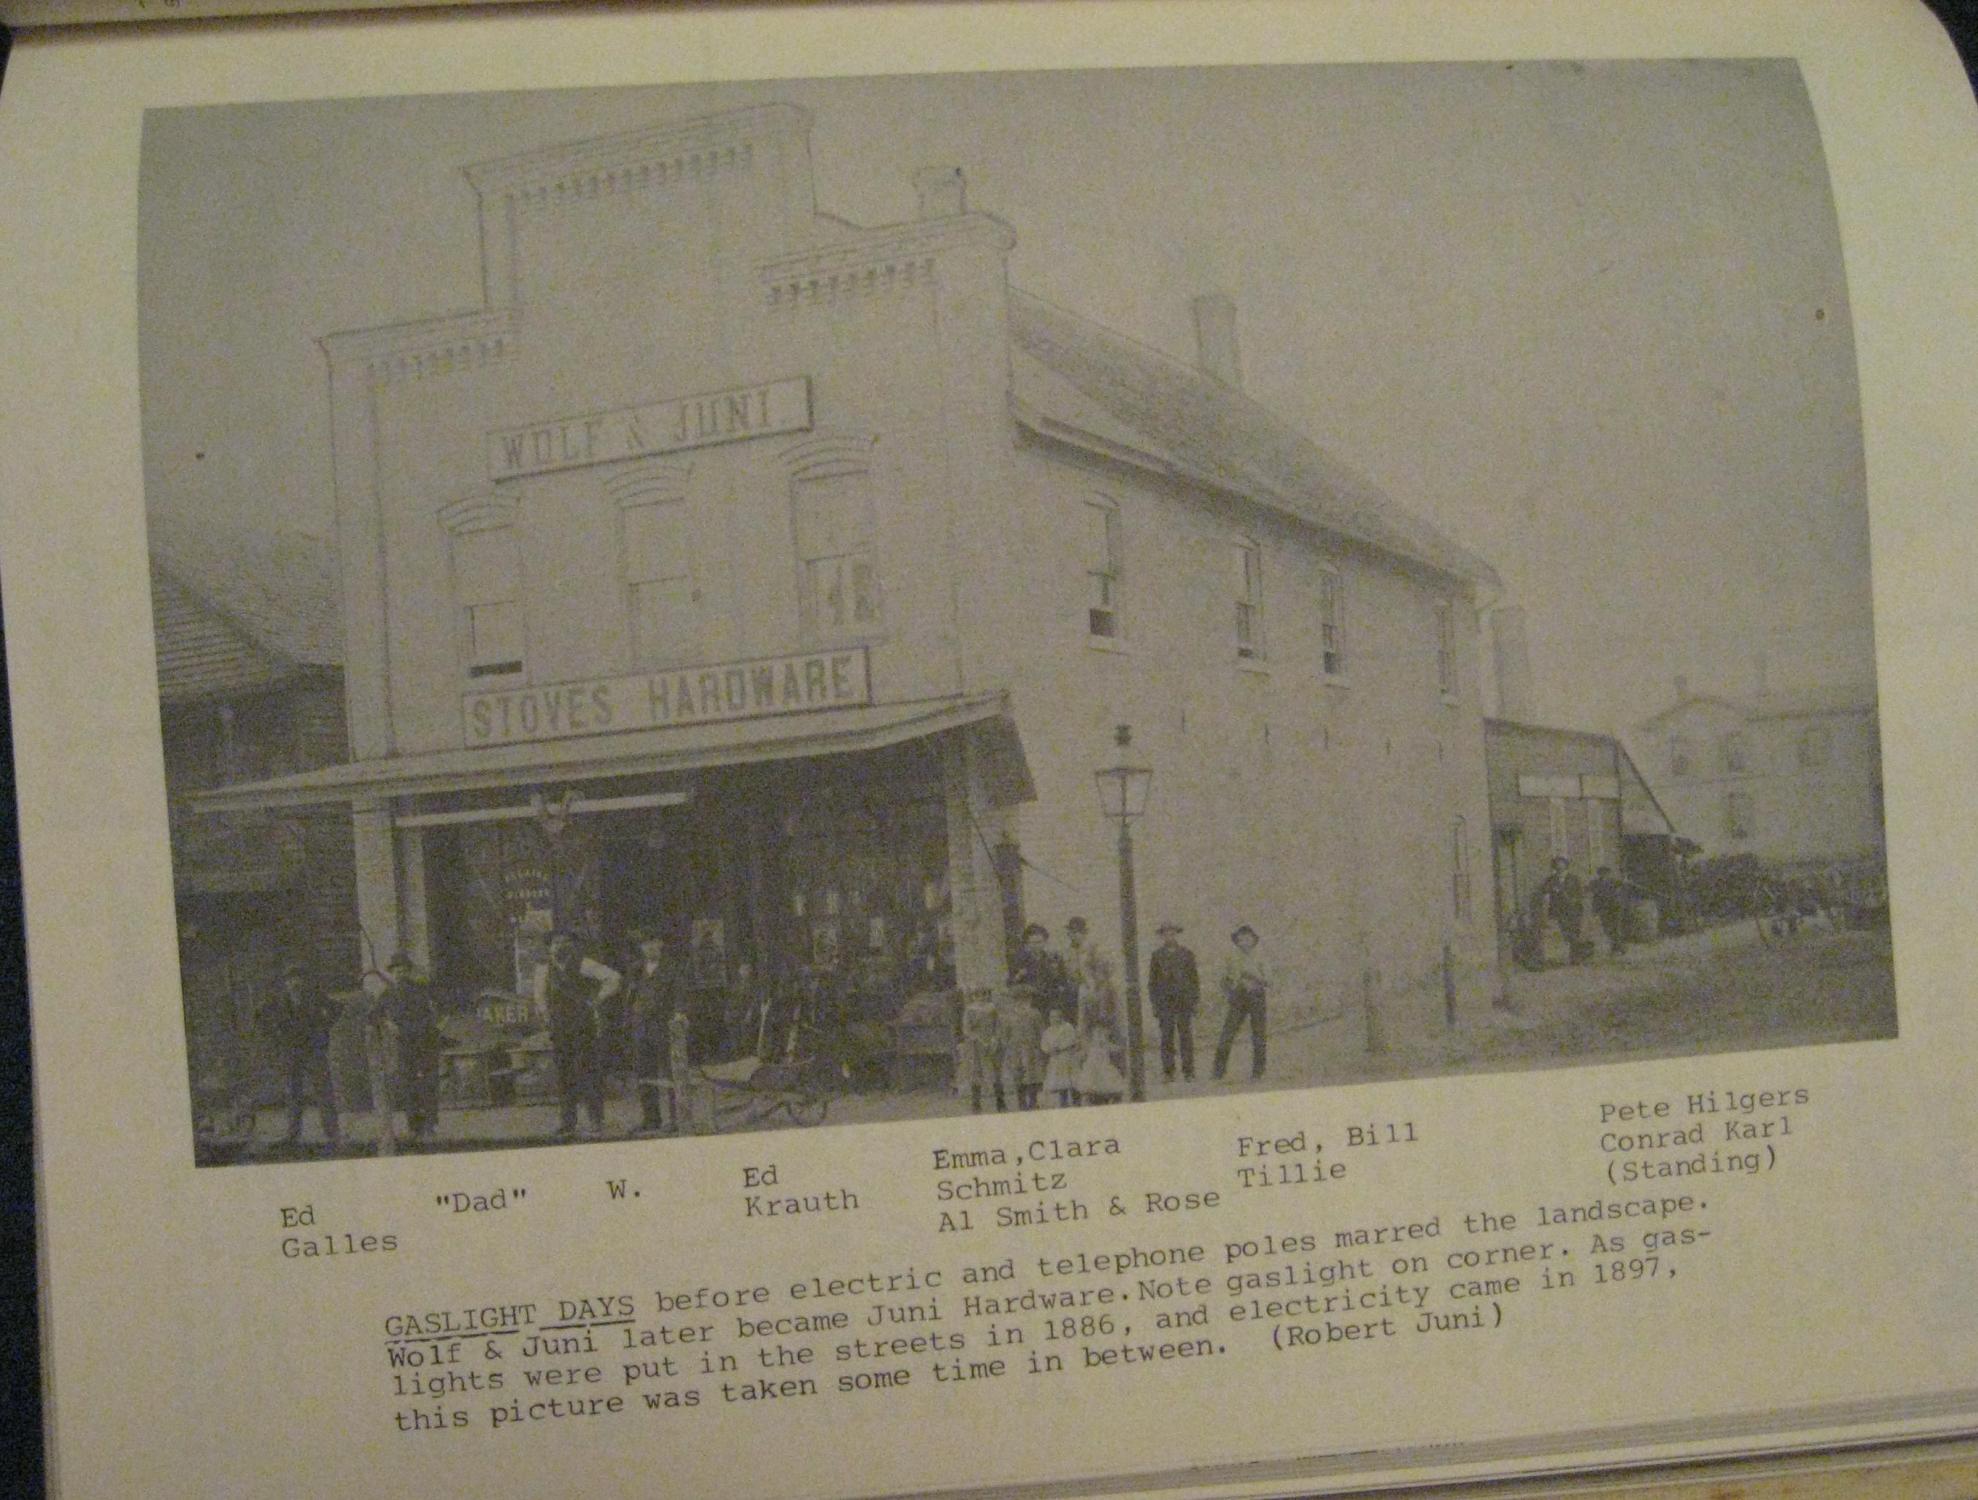 WOLF & JUNI.
STOVES HARDWARE
AKER
Ed
Galles
"Dad"
W.
Ed
Krauth
Emma,Clara
Schmitz
Al Smith & Rose
Fred, Bill
Tillie
Pete Hilgers
Conrad Karl
(Standing)
GASLIGHT DAYS before electric and telephone poles marred the landscape.
Wolf & Juni later became Juni Hardware.Note gaslight on corner. As gas-
lights were put in the streets in 1886, and electricity came in 1897,
this picture was taken some time in between. (Robert Juni)